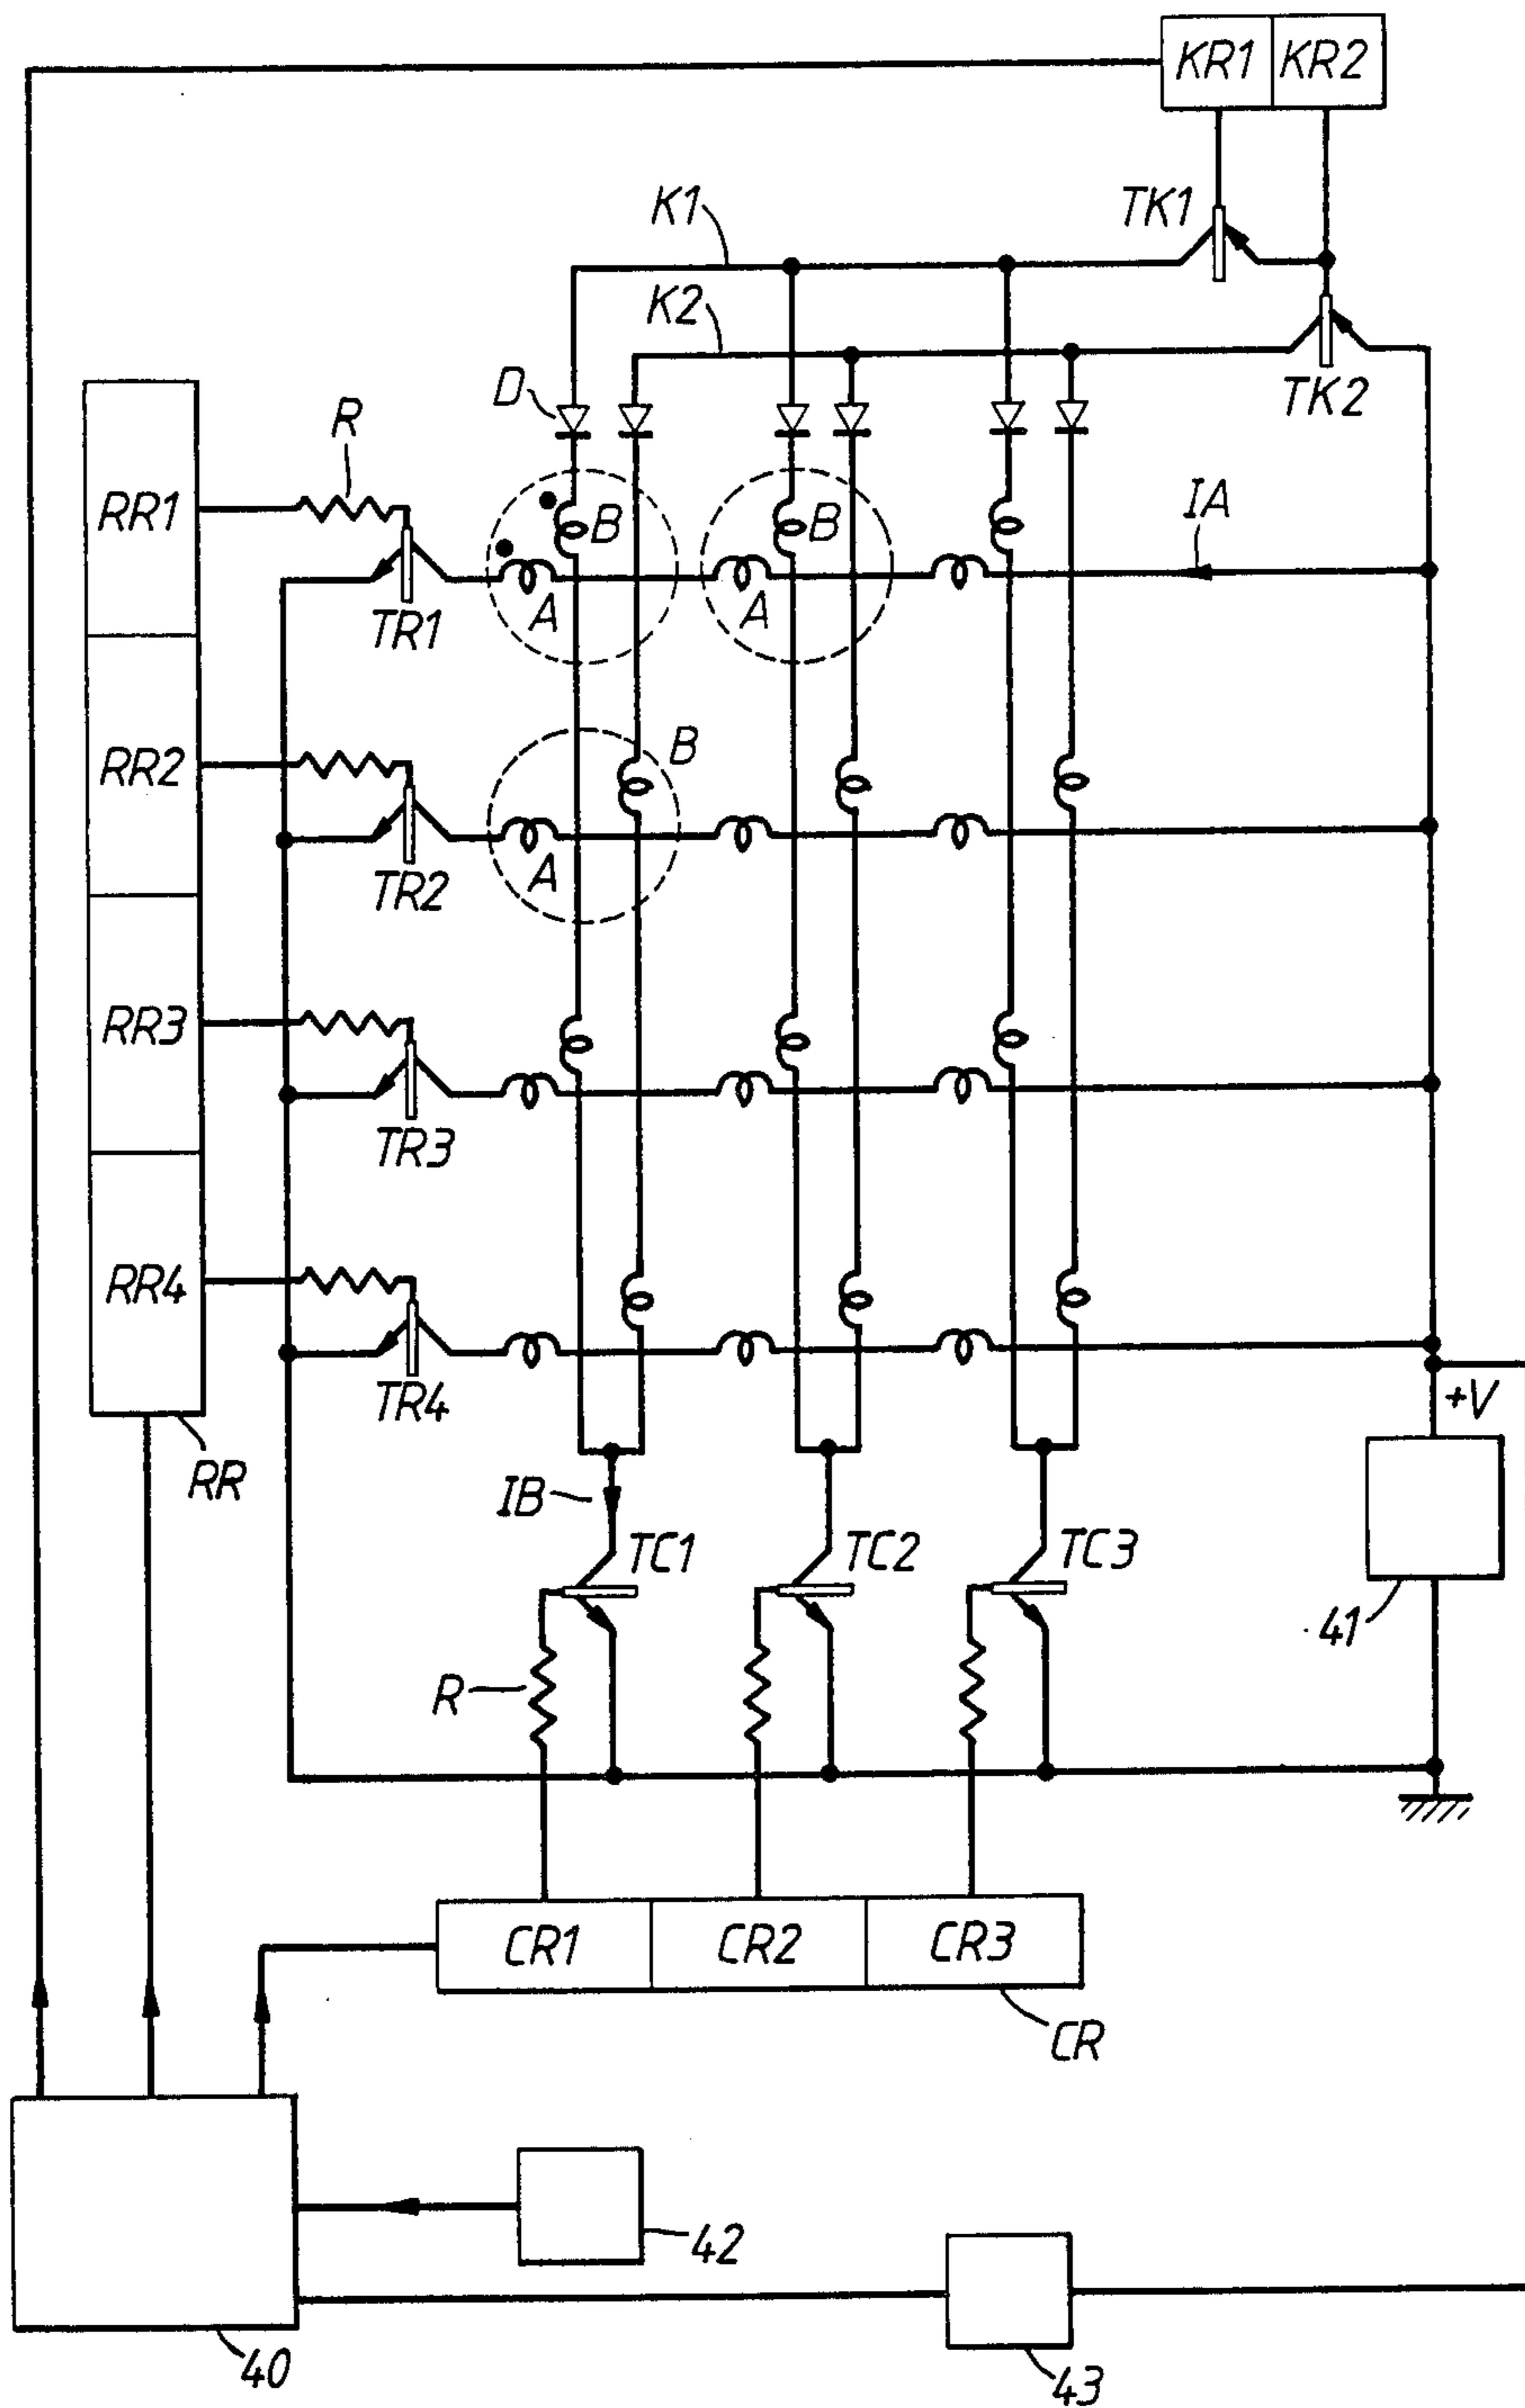 KR1 KR2
TK1
K1
K2
TK2
D
R
RR1
B
B
IA
A
A
TR1
RR2
B
A
TR2
RR3
TR3
RR4
TR4
+V
RR
IB
TC1
TC2
TC3
41
R
CR1 CR2 CR3
CR
42
40
43